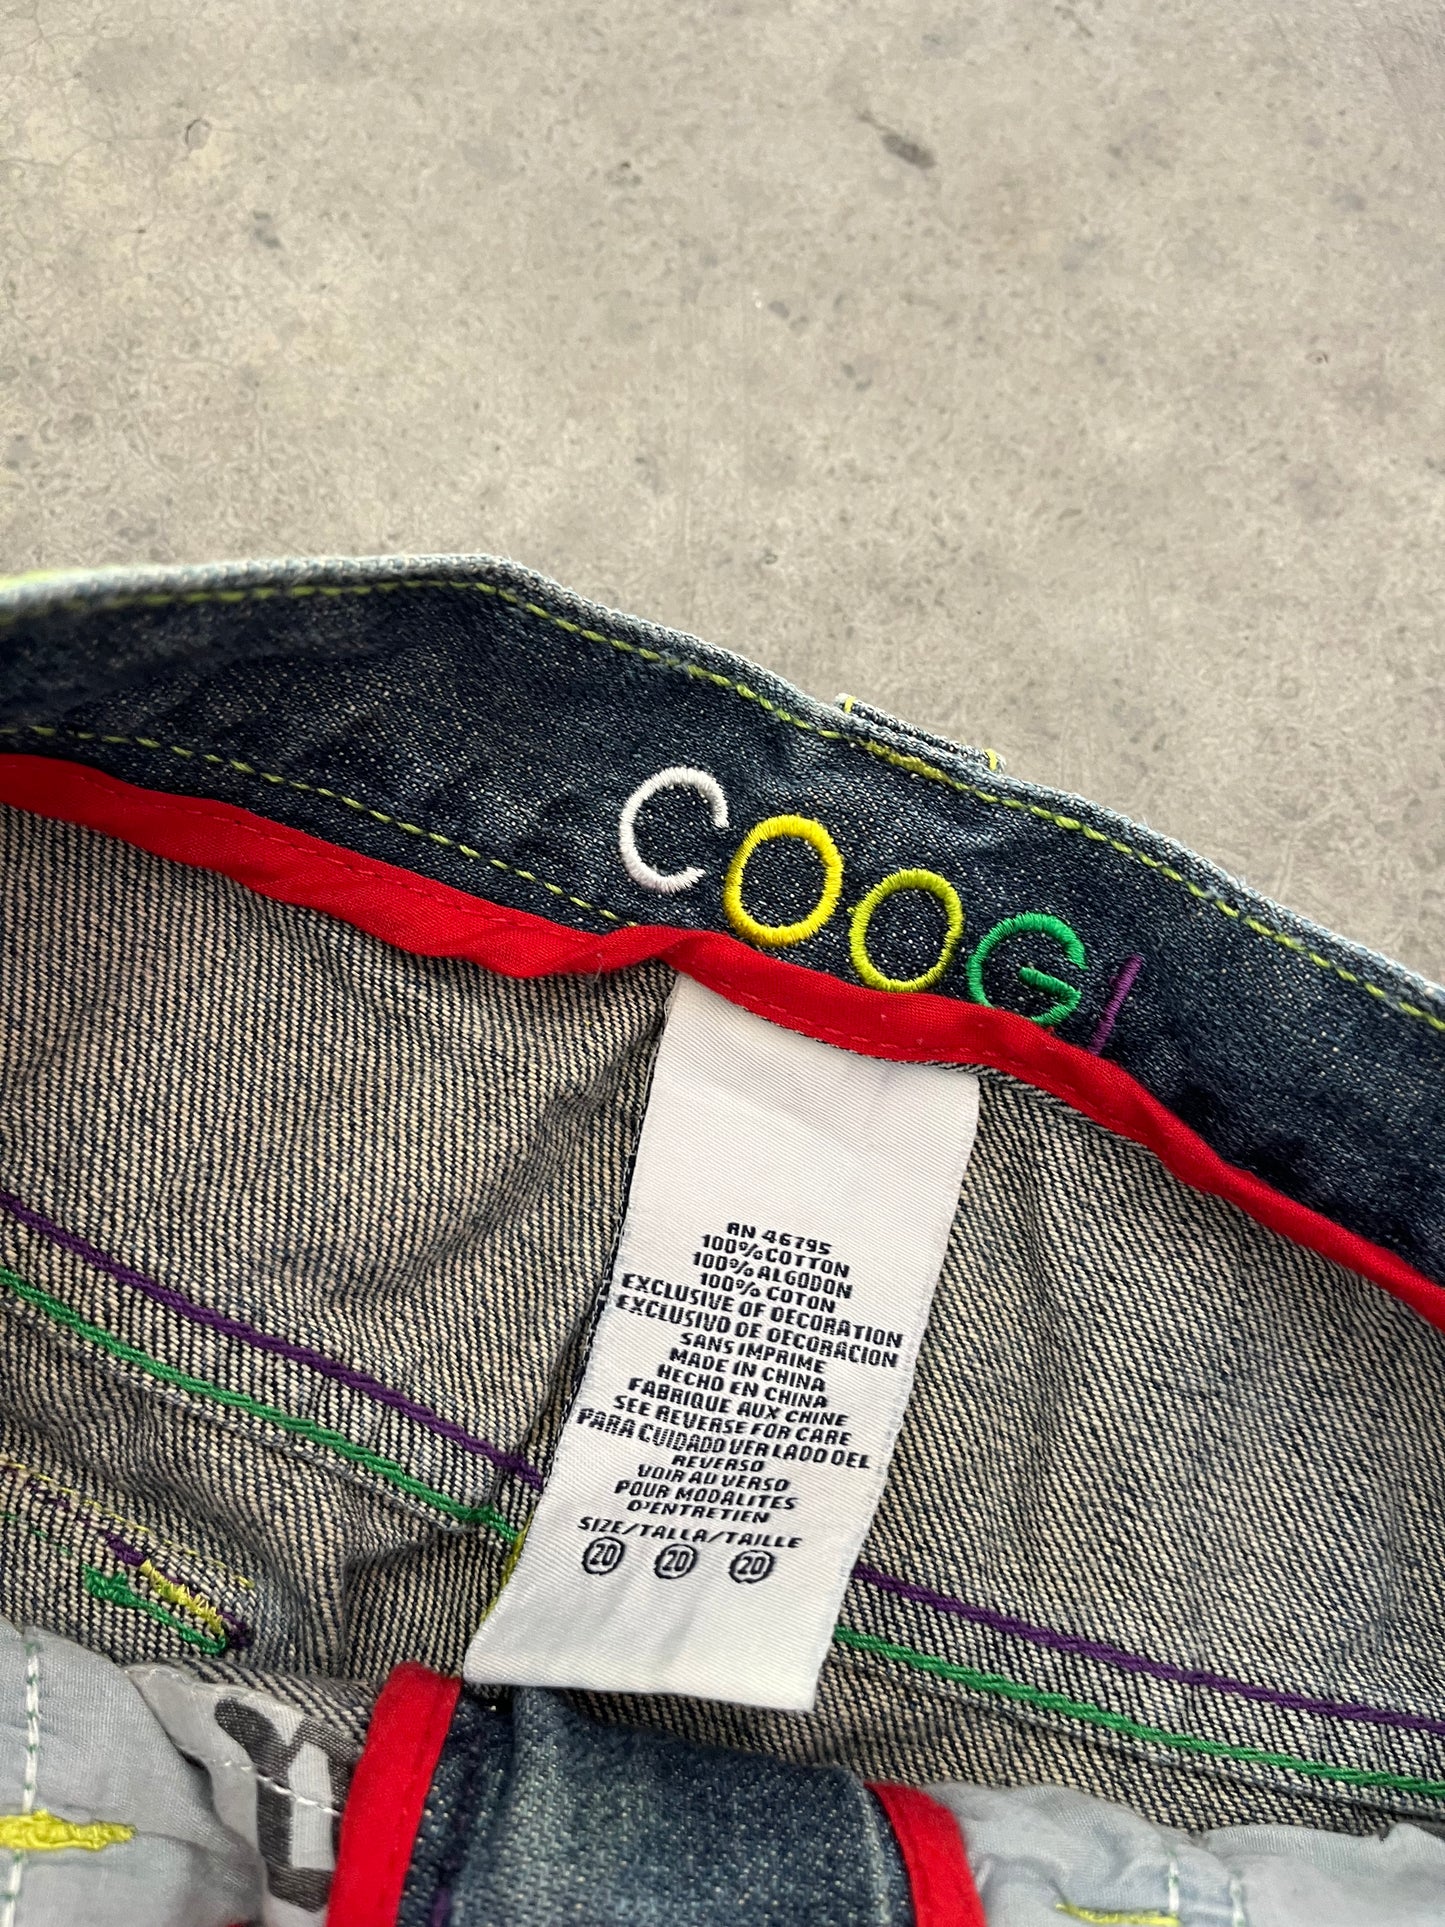 COOGI
RN 46795
100% COTTON
100% ALGODON
100% COTON
EXCLUSIVE OF DECORATION
EXCLUSIVO DE DECORACION
SANS IMPRIME
MADE IN CHINA
HECHO EN CHINA
FABRIQUE AUX CHINE
SEE REVERSE FOR CARE
PARA CUIDADO VER LADO DEL
REVERSO
VOIR AU VERSO
POUR MODALITES
D'ENTRETIEN
SIZE/TALLA/TAILLE
20 20 20